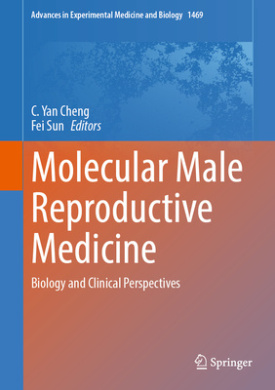 Advances in Experimental Medicine and Biology 1469
C. Yan Cheng
Fei Sun Editors
Molecular Male
Reproductive
Medicine
Biology and Clinical Perspectives
Springer